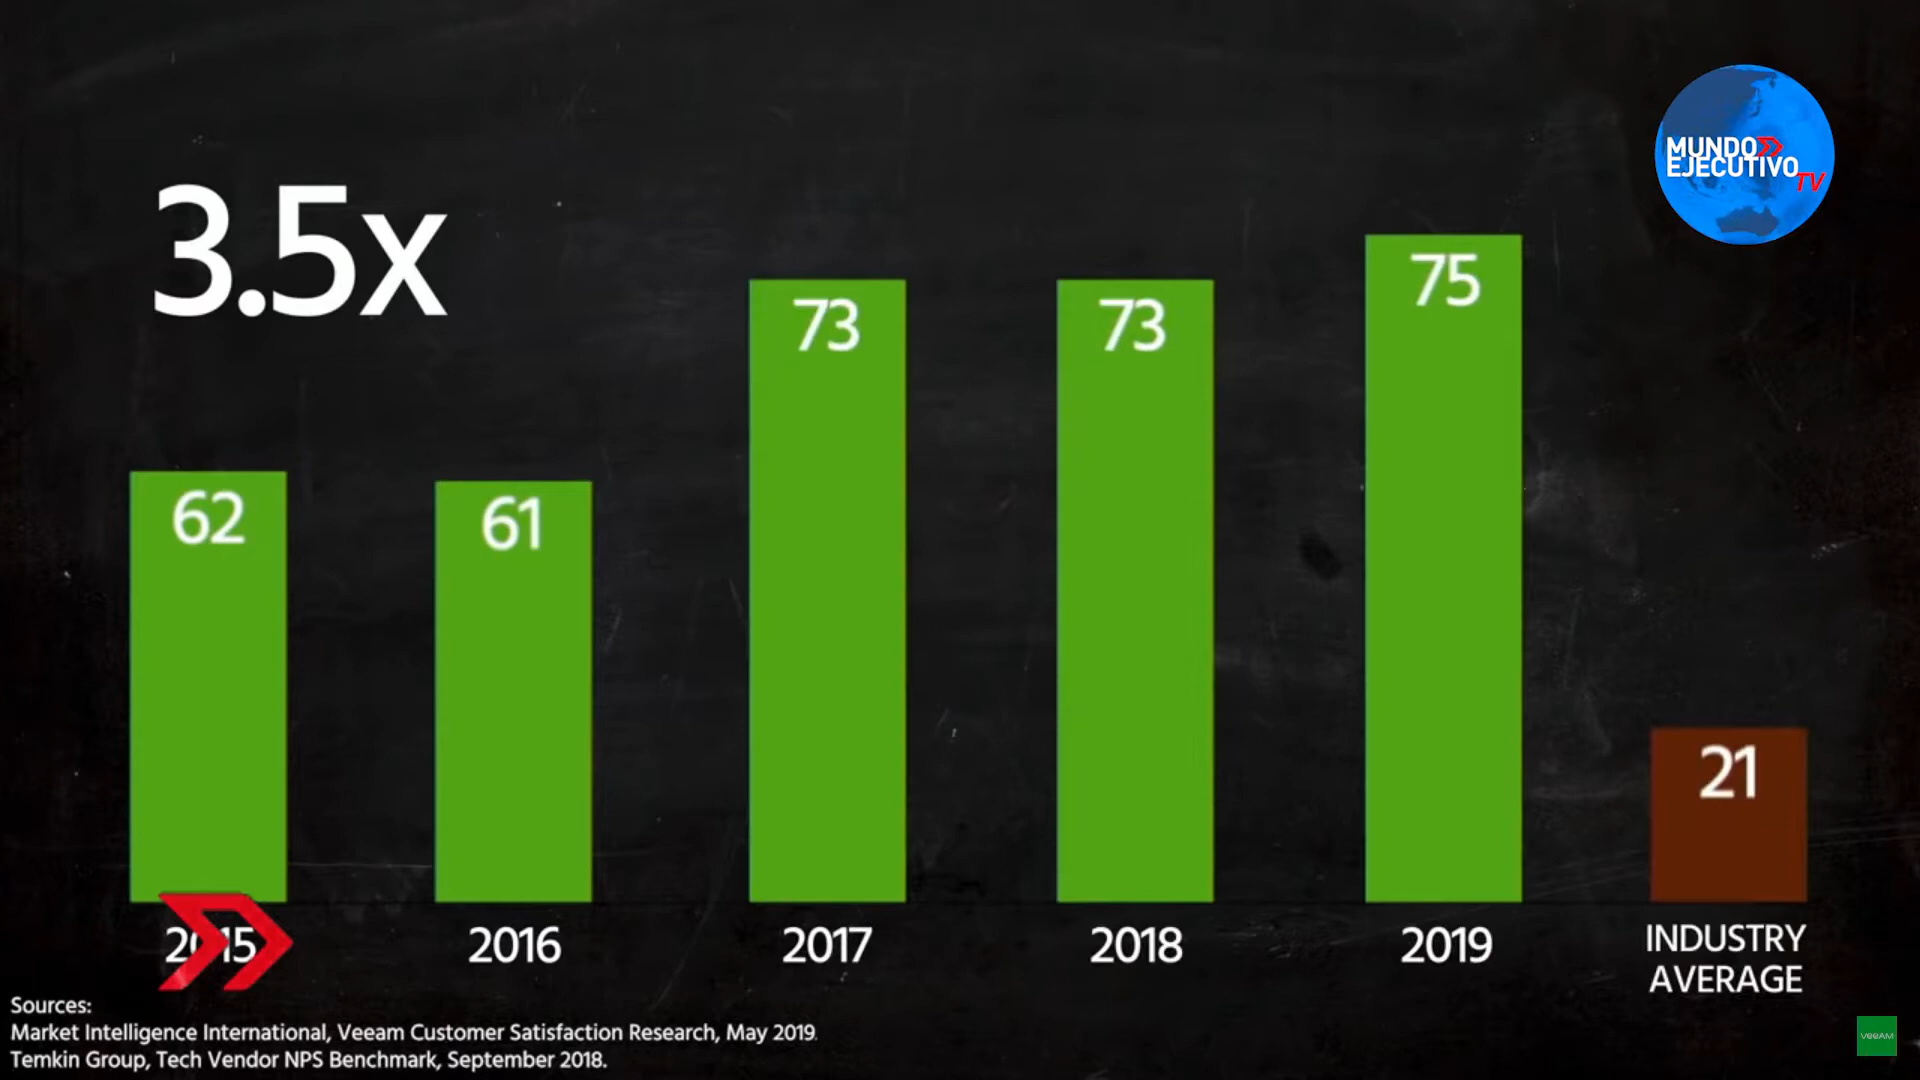 MUNDO
EJECUTIVO
TV
3.5x
62
61
73
73
75
21
2015
2016
2017
2018
2019
INDUSTRY
AVERAGE
Sources:
Market Intelligence International, Veeam Customer Satisfaction Research, May 2019.
Temkin Group, Tech Vendor NPS Benchmark, September 2018.
veeAM